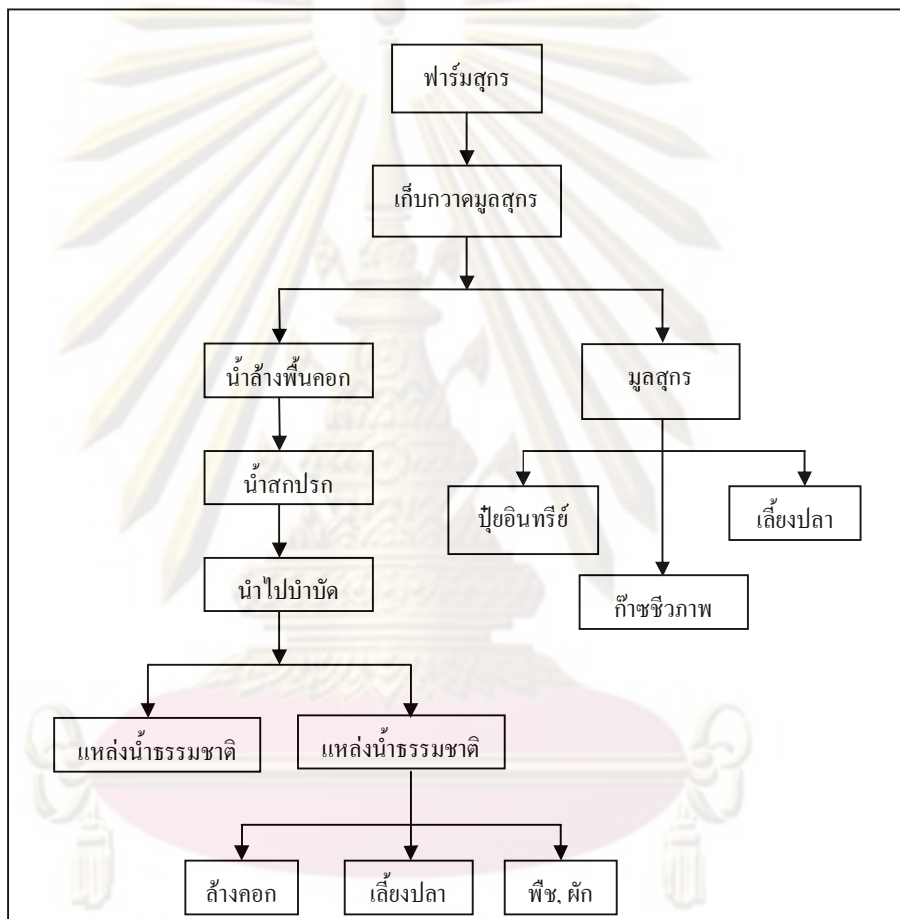 ฟาร์มสุกร
เก็บกวาดมูลสุกร
น้ำล้างพื้นคอก
มูลสุกร
น้ำสกปรก
ปุ๋ยอินทรีย์
เลี้ยงปลา
นำไปบำบัด
ก๊าซชีวภาพ
แหล่งน้ำธรรมชาติ
แหล่งน้ำธรรมชาติ
ล้างคอก
เลี้ยงปลา
พืช, ผัก